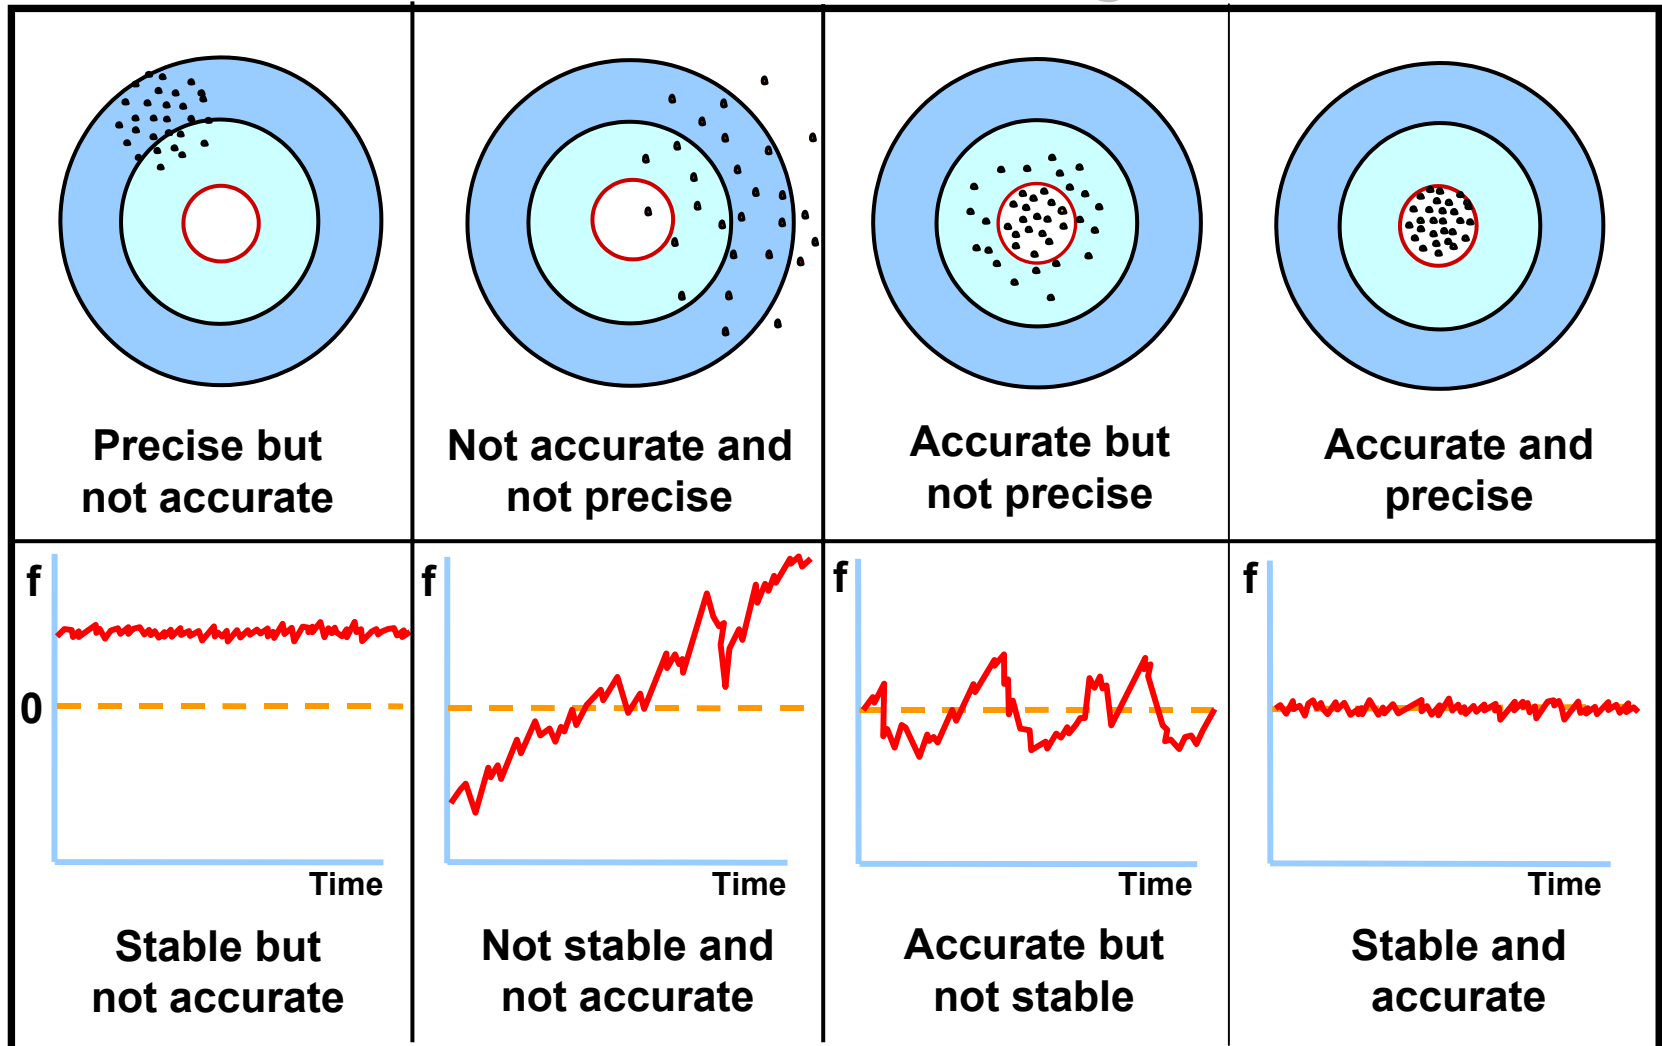 Precise but
not accurate
Not accurate and
not precise
Accurate but
not precise
Accurate and
precise
f
0
Time
f
Time
f
Time
f
Time
Stable but
not accurate
Not stable and
not accurate
Accurate but
not stable
Stable and
accurate